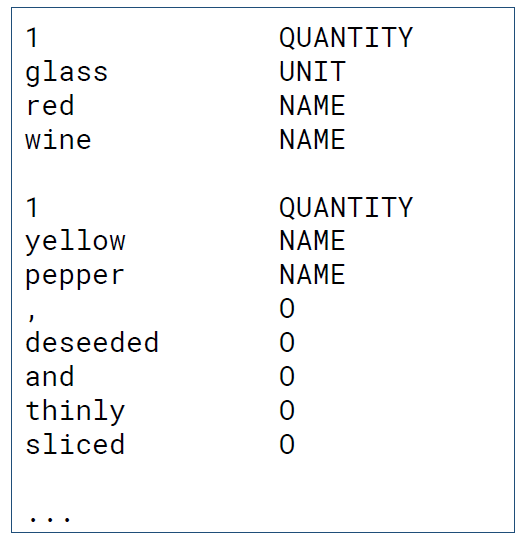 1 QUANTITY
glass UNIT
red NAME
wine NAME
1 QUANTITY
yellow NAME
pepper NAME
, O
deseeded O
and O
thinly O
sliced O
...